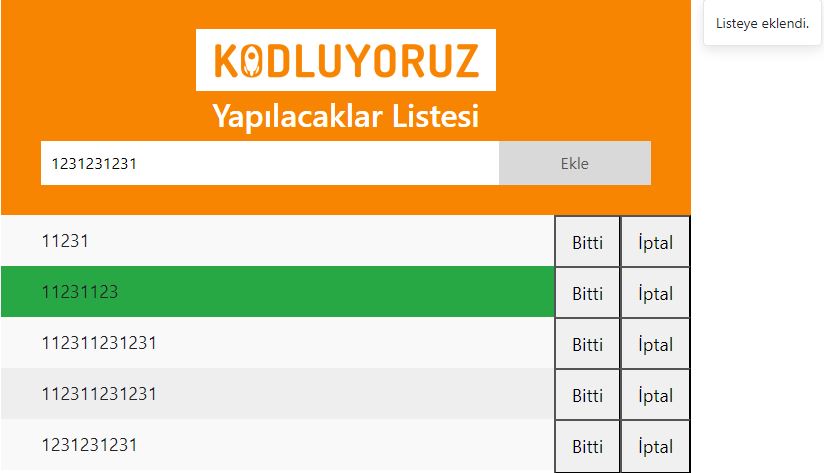 Listeye eklendi.
KODLUYORUZ
Yapılacaklar Listesi
1231231231 Ekle
11231 Bitti İptal
11231123 Bitti İptal
112311231231 Bitti İptal
112311231231 Bitti İptal
1231231231 Bitti İptal